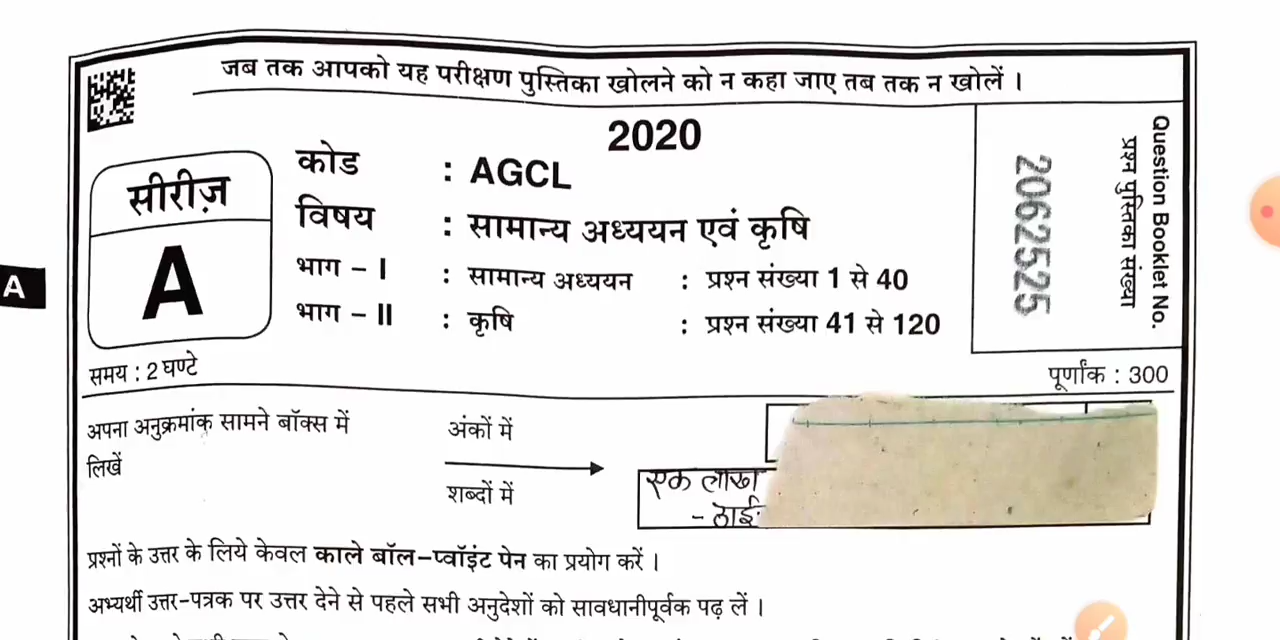 जब तक आपको यह परीक्षण पुस्तिका खोलने को न कहा जाए तब तक न खोलें ।
2020
सीरीज़
A
A
कोड : AGCL
विषय : सामान्य अध्ययन एवं कृषि
भाग – I : सामान्य अध्ययन : प्रश्न संख्या 1 से 40
भाग – II : कृषि : प्रश्न संख्या 41 से 120
Question Booklet No.
प्रश्न पुस्तिका संख्या
2062525
समय : 2 घण्टे
पूर्णांक : 300
अपना अनुक्रमांक सामने बॉक्स में
लिखें
अंकों में
शब्दों में
एक लाख
प्रश्नों के उत्तर के लिये केवल काले बॉल–प्वॉइंट पेन का प्रयोग करें ।
अभ्यर्थी उत्तर-पत्रक पर उत्तर देने से पहले सभी अनुदेशों को सावधानीपूर्वक पढ़ लें ।